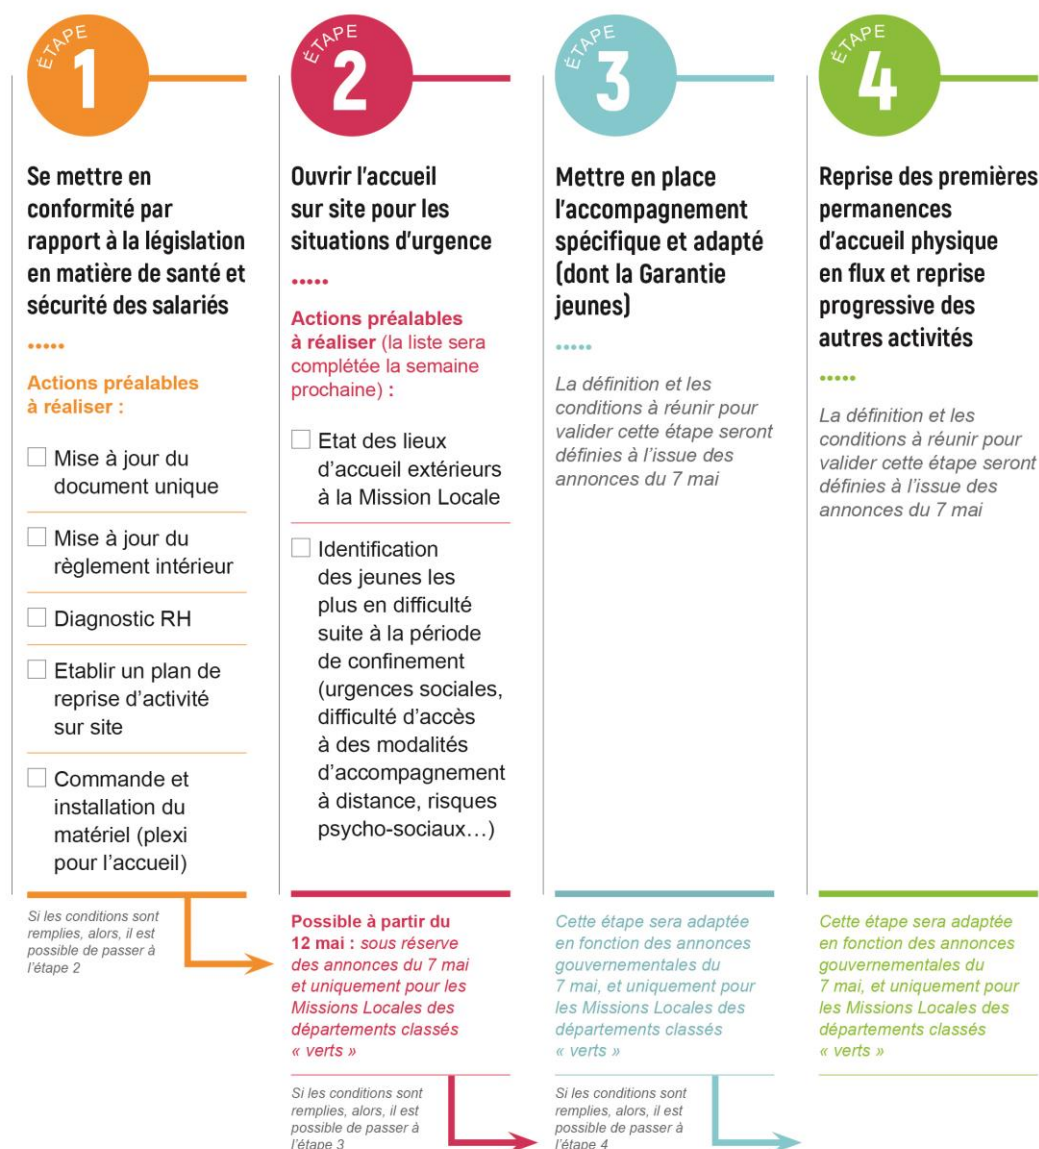 ÉTAPE
1
Se mettre en
conformité par
rapport à la législation
en matière de santé et
sécurité des salariés
Actions préalables
à réaliser :
Mise à jour du
document unique
Mise à jour du
règlement intérieur
Diagnostic RH
Etablir un plan de
reprise d’activité
sur site
Commande et
installation du
matériel (plexi
pour l’accueil)
Si les conditions sont
remplies, alors, il est
possible de passer à
l’étape 2
ÉTAPE
2
Ouvrir l’accueil
sur site pour les
situations d’urgence
Actions préalables
à réaliser (la liste sera
complétée la semaine
prochaine) :
Etat des lieux
d’accueil extérieurs
à la Mission Locale
Identification
des jeunes les
plus en difficulté
suite à la période
de confinement
(urgences sociales,
difficulté d’accès
à des modalités
d’accompagnement
à distance, risques
psycho-sociaux…)
Possible à partir du
12 mai : sous réserve
des annonces du 7 mai
et uniquement pour les
Missions Locales des
départements classés
« verts »
Si les conditions sont
remplies, alors, il est
possible de passer à
l’étape 3
ÉTAPE
3
Mettre en place
l’accompagnement
spécifique et adapté
(dont la Garantie
jeunes)
La définition et les
conditions à réunir pour
valider cette étape seront
définies à l’issue des
annonces du 7 mai
Cette étape sera adaptée
en fonction des annonces
gouvernementales du
7 mai, et uniquement pour
les Missions Locales des
départements classés
« verts »
Si les conditions sont
remplies, alors, il est
possible de passer à
l’étape 4
ÉTAPE
4
Reprise des premières
permanences
d’accueil physique
en flux et reprise
progressive des
autres activités
La définition et les
conditions à réunir pour
valider cette étape seront
définies à l’issue des
annonces du 7 mai
Cette étape sera adaptée
en fonction des annonces
gouvernementales du
7 mai, et uniquement pour
les Missions Locales des
départements classés
« verts »